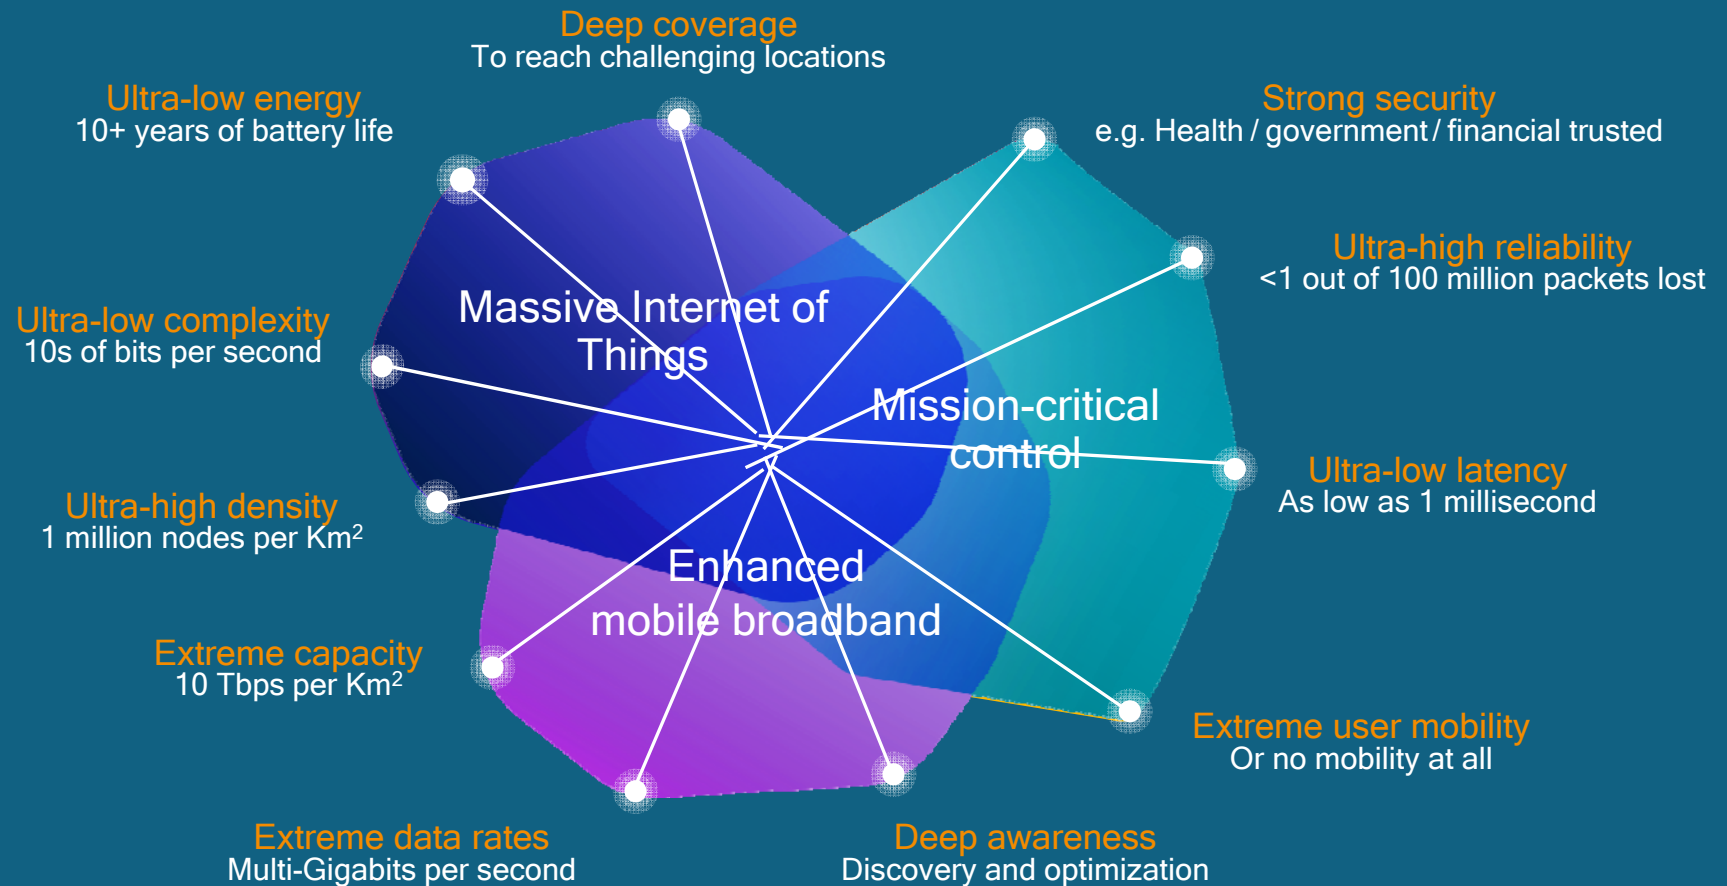 Deep coverage
To reach challenging locations
Ultra-low energy
10+ years of battery life
Strong security
e.g. Health / government / financial trusted
Ultra-high reliability
<1 out of 100 million packets lost
Ultra-low complexity
10s of bits per second
Massive Internet of
Things
Mission-critical
control
Ultra-low latency
As low as 1 millisecond
Ultra-high density
1 million nodes per Km²
Enhanced
mobile broadband
Extreme capacity
10 Tbps per Km²
Extreme user mobility
Or no mobility at all
Extreme data rates
Multi-Gigabits per second
Deep awareness
Discovery and optimization